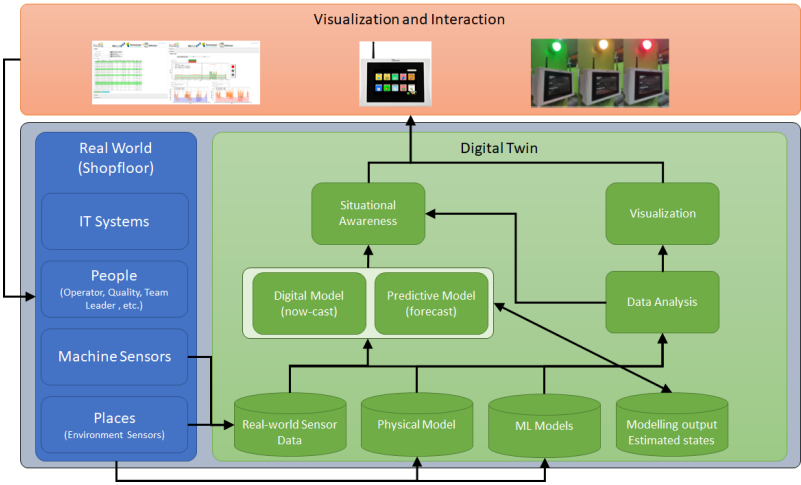 Visualization and Interaction
Real World
(Shopfloor)
IT Systems
People
(Operator, Quality, Team
Leader , etc.)
Machine Sensors
Places
(Environment Sensors)
Digital Twin
Situational
Awareness
Visualization
Digital Model
(now-cast)
Predictive Model
(forecast)
Data Analysis
Real-world Sensor
Data
Physical Model
ML Models
Modelling output
Estimated states